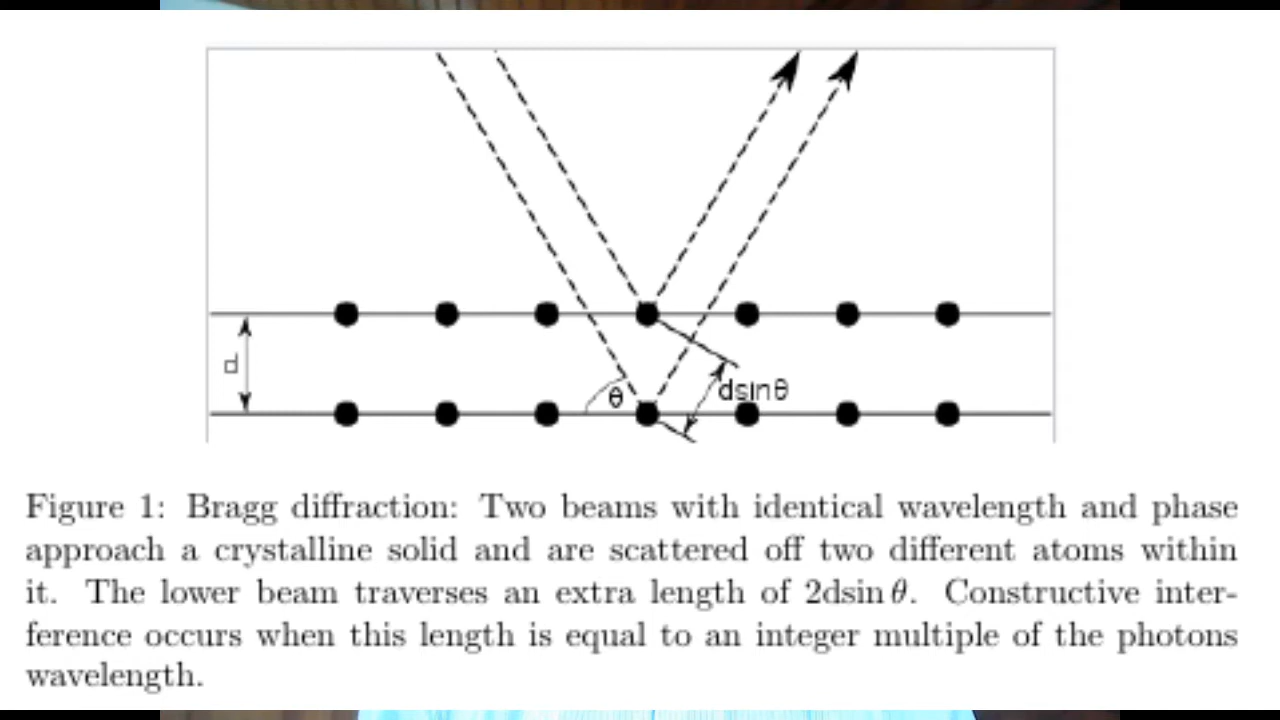 d
θ
dsinθ
Figure 1: Bragg diffraction: Two beams with identical wavelength and phase
approach a crystalline solid and are scattered off two different atoms within
it. The lower beam traverses an extra length of 2dsin θ. Constructive inter-
ference occurs when this length is equal to an integer multiple of the photons
wavelength.